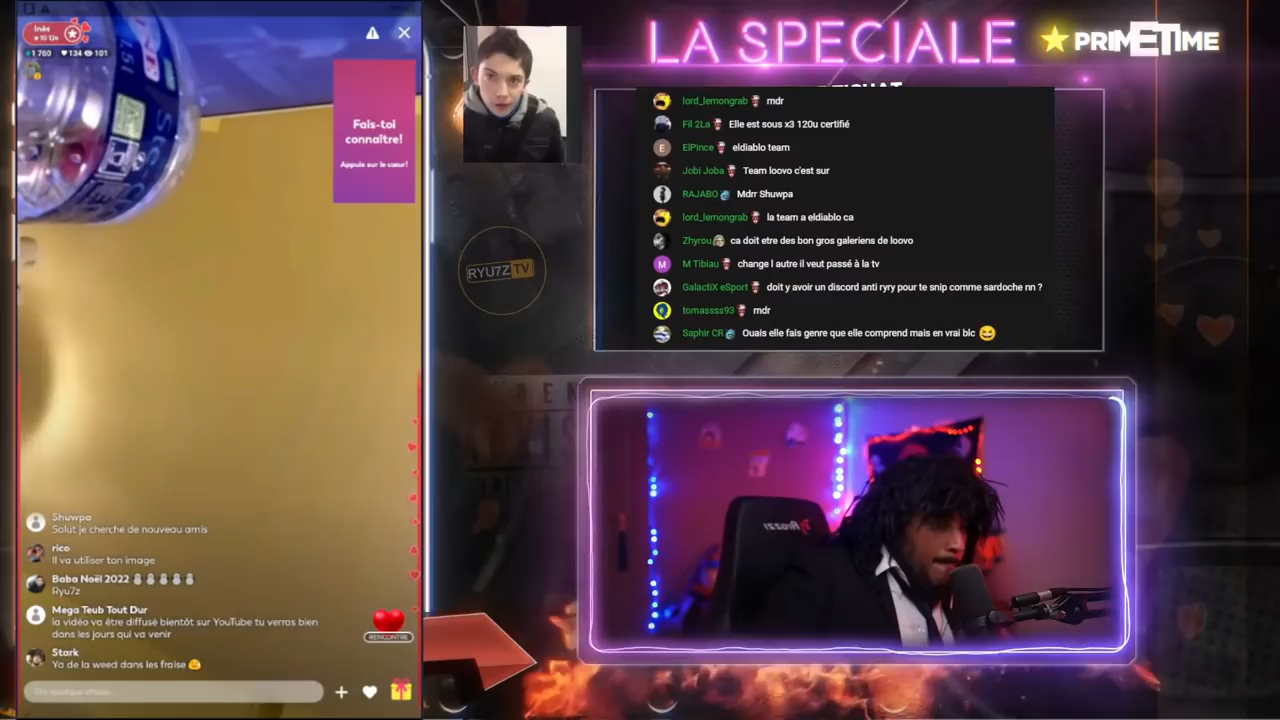 Inès
10 124
1 760 134 101
Fais-toi
connaître!
Appuie sur le cœur!
Shuwpa
Salut je cherche de nouveau amis
rico
Il va utiliser ton image
Baba Noël 2022
Ryu7z
Mega Teub Tout Dur
la vidéo va être diffusé bientôt sur YouTube tu verras bien
dans les jours qui va venir
Stark
Ya de la weed dans les fraise
RENCONTRE
RYU7Z TV
LA SPECIALE
PRIMETIME
lord_lemongrab mdr
Fil 2La Elle est sous x3 120u certifié
E ElPince eldiablo team
Jobi Joba Team loovo c'est sur
RAJABO Mdrr Shuwpa
lord_lemongrab la team a eldiablo ca
Zhyrou ca doit etre des bon gros galeriens de loovo
M M Tibiau change l autre il veut passé à la tv
GalactiX eSport doit y avoir un discord anti ryry pour te snip comme sardoche nn ?
tomassss93 mdr
Saphir CR Ouais elle fais genre que elle comprend mais en vrai blc